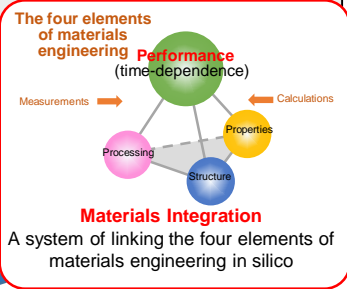 The four elements
of materials
engineering
Performance
(time-dependence)
Measurements
Calculations
Properties
Processing
Structure
Materials Integration
A system of linking the four elements of
materials engineering in silico